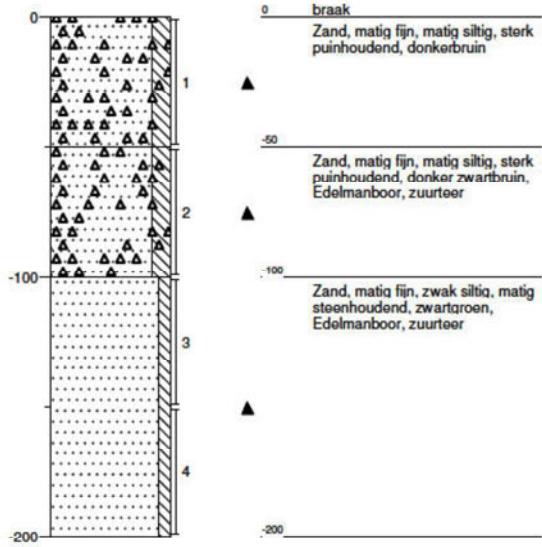 0
0
braak
Zand, matig fijn, matig siltig, sterk
puinhoudend, donkerbruin
1
-50
Zand, matig fijn, matig siltig, sterk
puinhoudend, donker zwartbruin,
Edelmanboor, zuurteer
2
-100
-100
Zand, matig fijn, zwak siltig, matig
steenhoudend, zwartgroen,
Edelmanboor, zuurteer
3
4
-200
-200